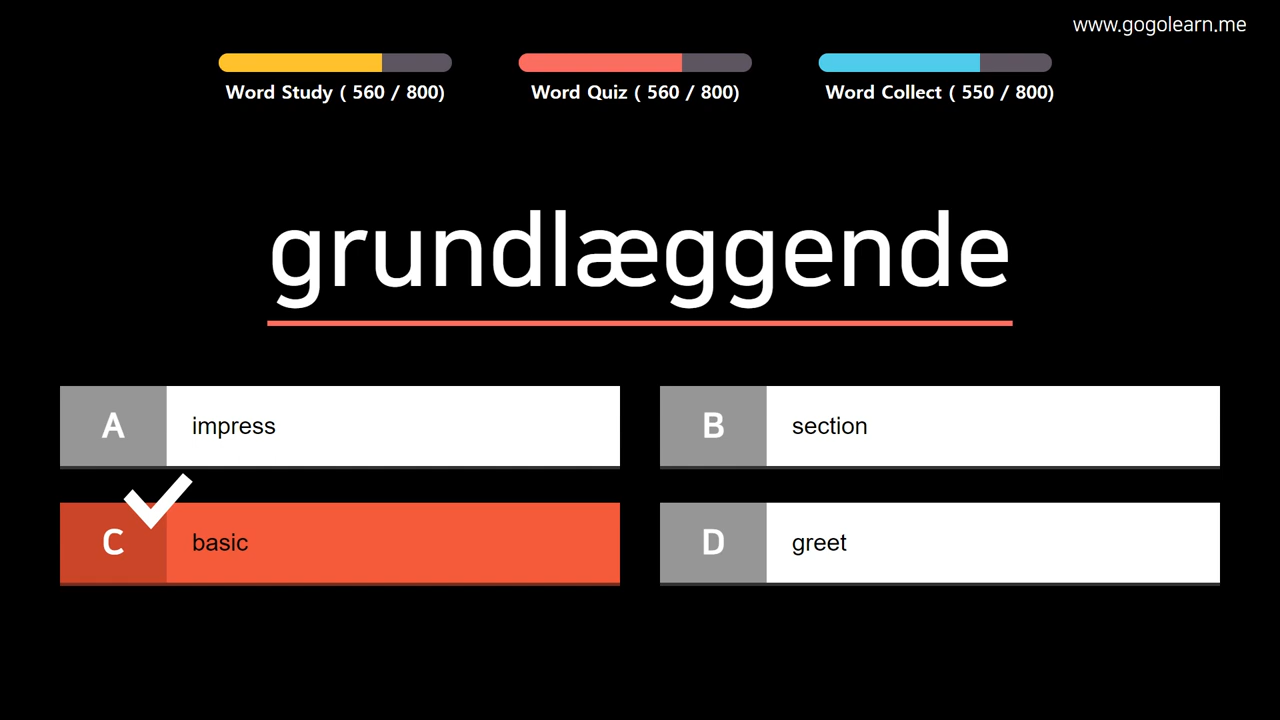 www.gogolearn.me
Word Study ( 560 / 800)
Word Quiz ( 560 / 800)
Word Collect ( 550 / 800)
grundlæggende
A impress
B section
C basic
D greet